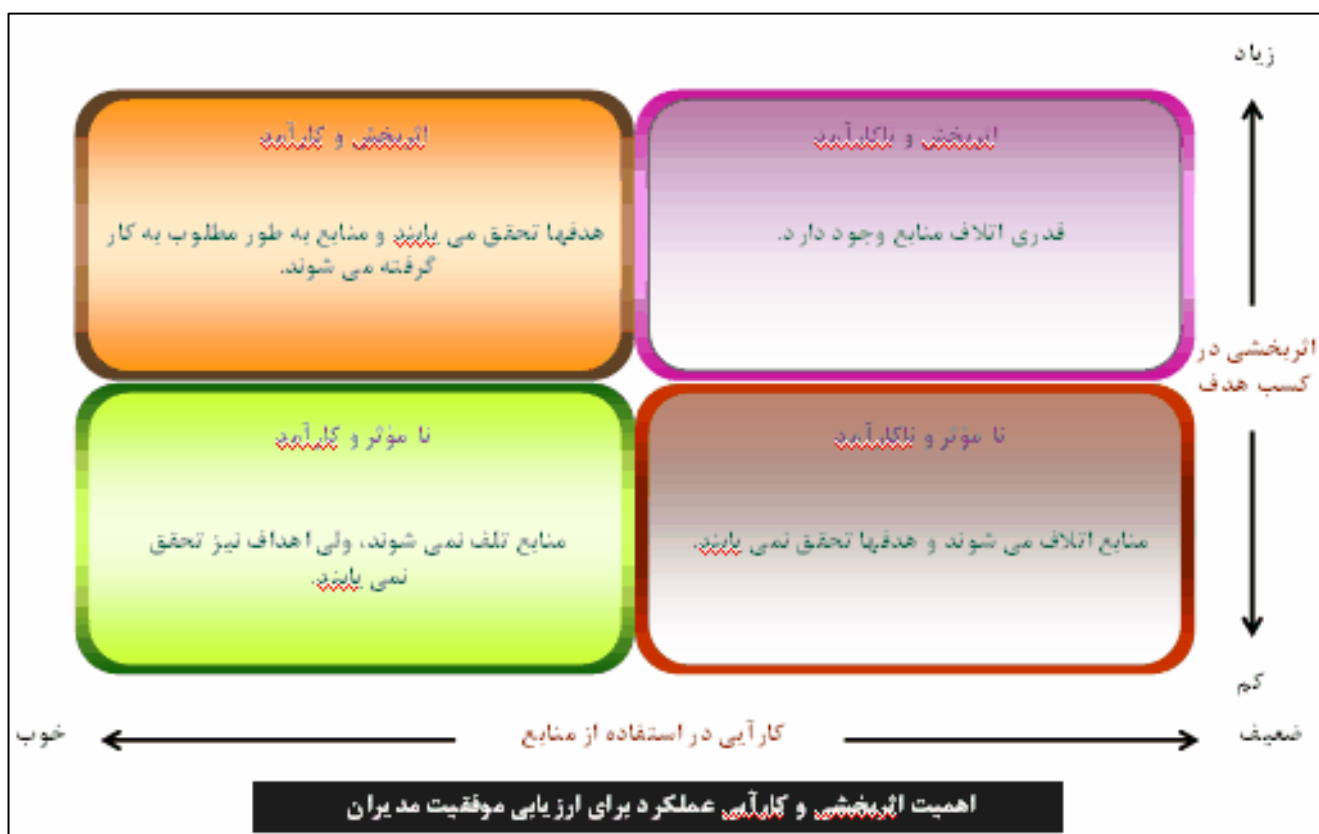 زیاد
اثربخش و ناکارآمد
قدری اتلاف منابع وجود دارد.
اثربخش و کارآمد
هدفها تحقق می یابند و منابع به طور مطلوب به کار
گرفته می شوند.
اثربخشی در
کسب هدف
نا مؤثر و ناکارآمد
منابع اتلاف می شوند و هدفها تحقق نمی یابند.
نا مؤثر و کارآمد
منابع تلف نمی شوند، ولی اهداف نیز تحقق
نمی یابند.
کم
ضعیف
کارآیی در استفاده از منابع
خوب
اهمیت اثربخشی و کارآیی عملکرد برای ارزیابی موفقیت مدیران